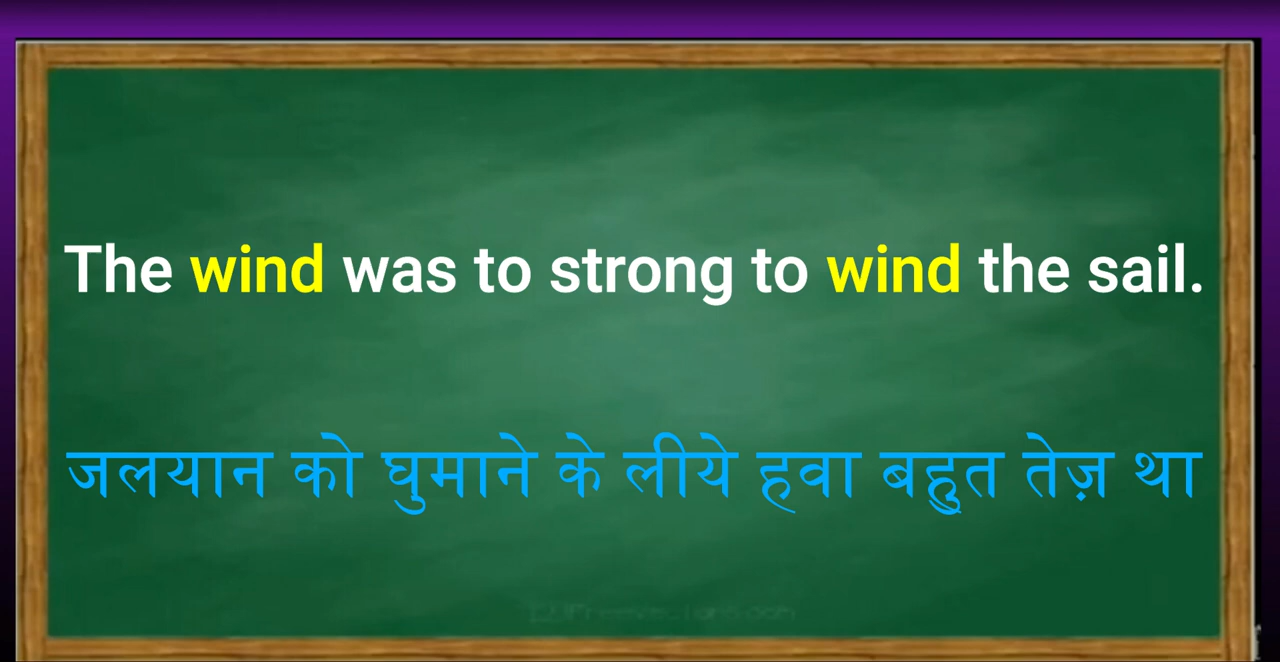 The wind was to strong to wind the sail.
जलयान को घुमाने के लीये हवा बहुत तेज़ था